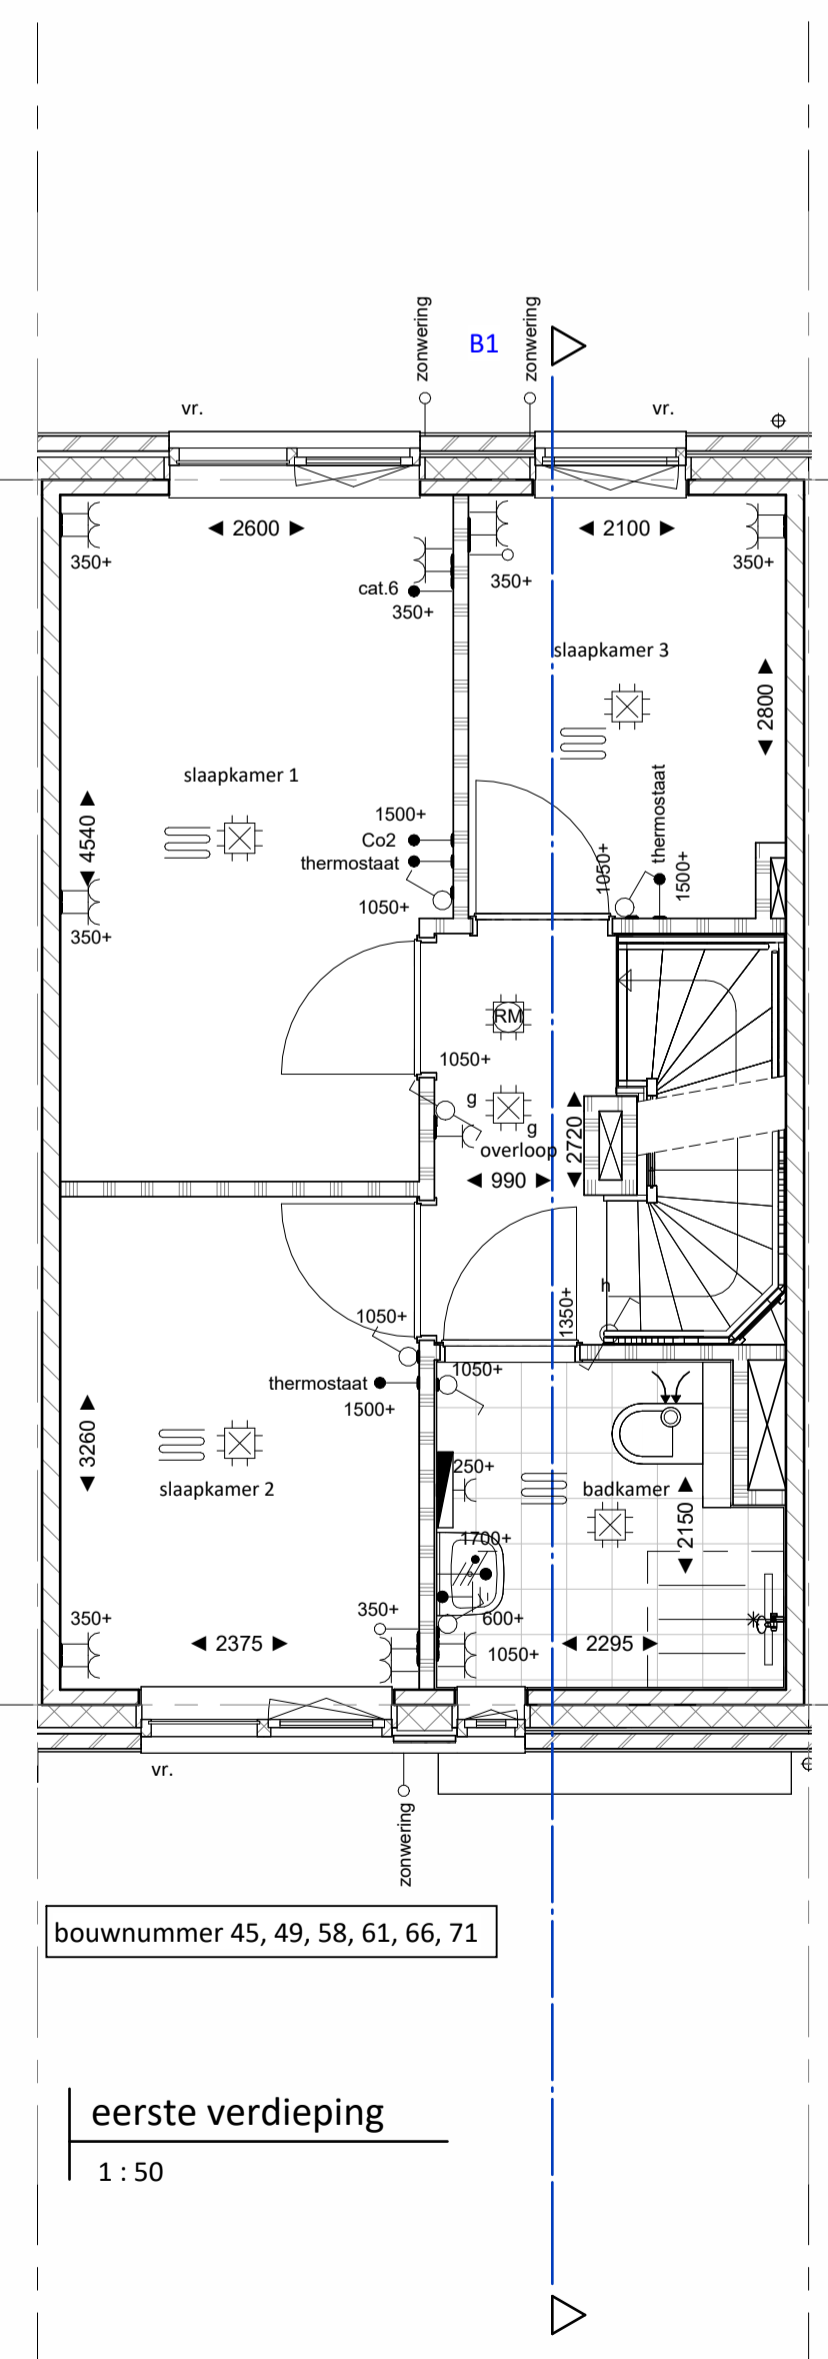 zonwering
B1
zonwering
vr.
vr.
2600
2100
350+
350+
350+
cat.6
350+
slaapkamer 3
2800
slaapkamer 1
4540
1500+
Co2
thermostaat
1050+
thermostaat
1050+
1500+
350+
RM
1050+
g
g
overloop
2720
990
h
1050+
1350+
thermostaat
1500+
1050+
3260
slaapkamer 2
250+
badkamer
2150
1700+
350+
350+
600+
2375
1050+
2295
vr.
zonwering
bouwnummer 45, 49, 58, 61, 66, 71
eerste verdieping
1 : 50